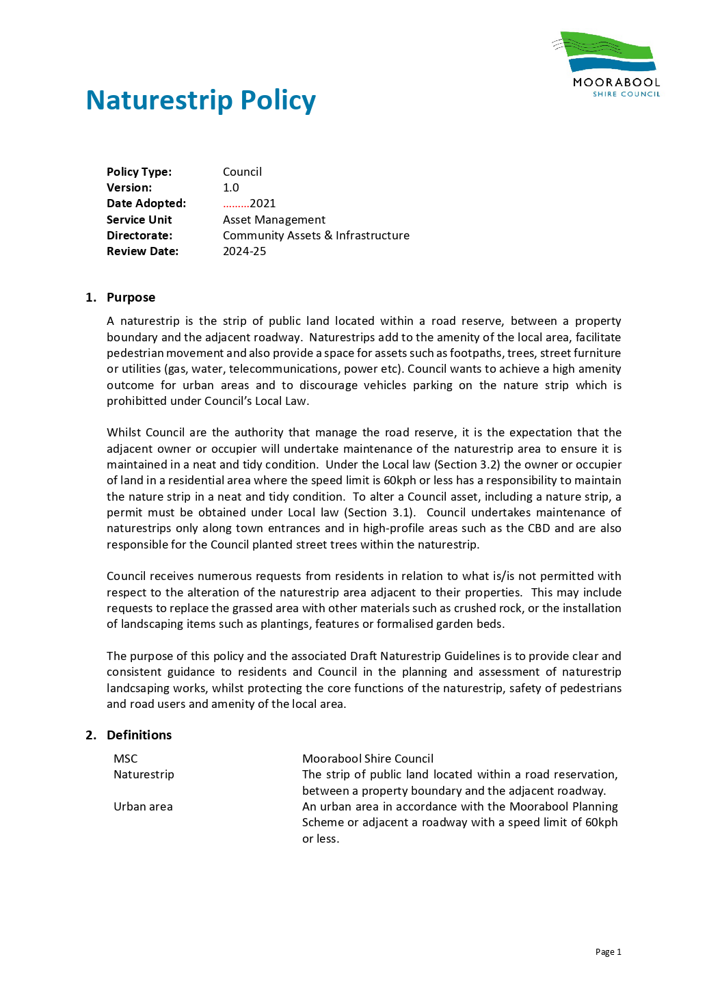 MOORABOOL
SHIRE COUNCIL
Naturestrip Policy
Policy Type: Council
Version: 1.0
Date Adopted: .........2021
Service Unit Asset Management
Directorate: Community Assets & Infrastructure
Review Date: 2024-25
1. Purpose
A naturestrip is the strip of public land located within a road reserve, between a property
boundary and the adjacent roadway. Naturestrips add to the amenity of the local area, facilitate
pedestrian movement and also provide a space for assets such as footpaths, trees, street furniture
or utilities (gas, water, telecommunications, power etc). Council wants to achieve a high amenity
outcome for urban areas and to discourage vehicles parking on the nature strip which is
prohibitted under Council’s Local Law.
Whilst Council are the authority that manage the road reserve, it is the expectation that the
adjacent owner or occupier will undertake maintenance of the naturestrip area to ensure it is
maintained in a neat and tidy condition. Under the Local law (Section 3.2) the owner or occupier
of land in a residential area where the speed limit is 60kph or less has a responsibility to maintain
the nature strip in a neat and tidy condition. To alter a Council asset, including a nature strip, a
permit must be obtained under Local law (Section 3.1). Council undertakes maintenance of
naturestrips only along town entrances and in high-profile areas such as the CBD and are also
responsible for the Council planted street trees within the naturestrip.
Council receives numerous requests from residents in relation to what is/is not permitted with
respect to the alteration of the naturestrip area adjacent to their properties. This may include
requests to replace the grassed area with other materials such as crushed rock, or the installation
of landscaping items such as plantings, features or formalised garden beds.
The purpose of this policy and the associated Draft Naturestrip Guidelines is to provide clear and
consistent guidance to residents and Council in the planning and assessment of naturestrip
landcsaping works, whilst protecting the core functions of the naturestrip, safety of pedestrians
and road users and amenity of the local area.
2. Definitions
MSC Moorabool Shire Council
Naturestrip The strip of public land located within a road reservation,
between a property boundary and the adjacent roadway.
Urban area An urban area in accordance with the Moorabool Planning
Scheme or adjacent a roadway with a speed limit of 60kph
or less.
Page 1